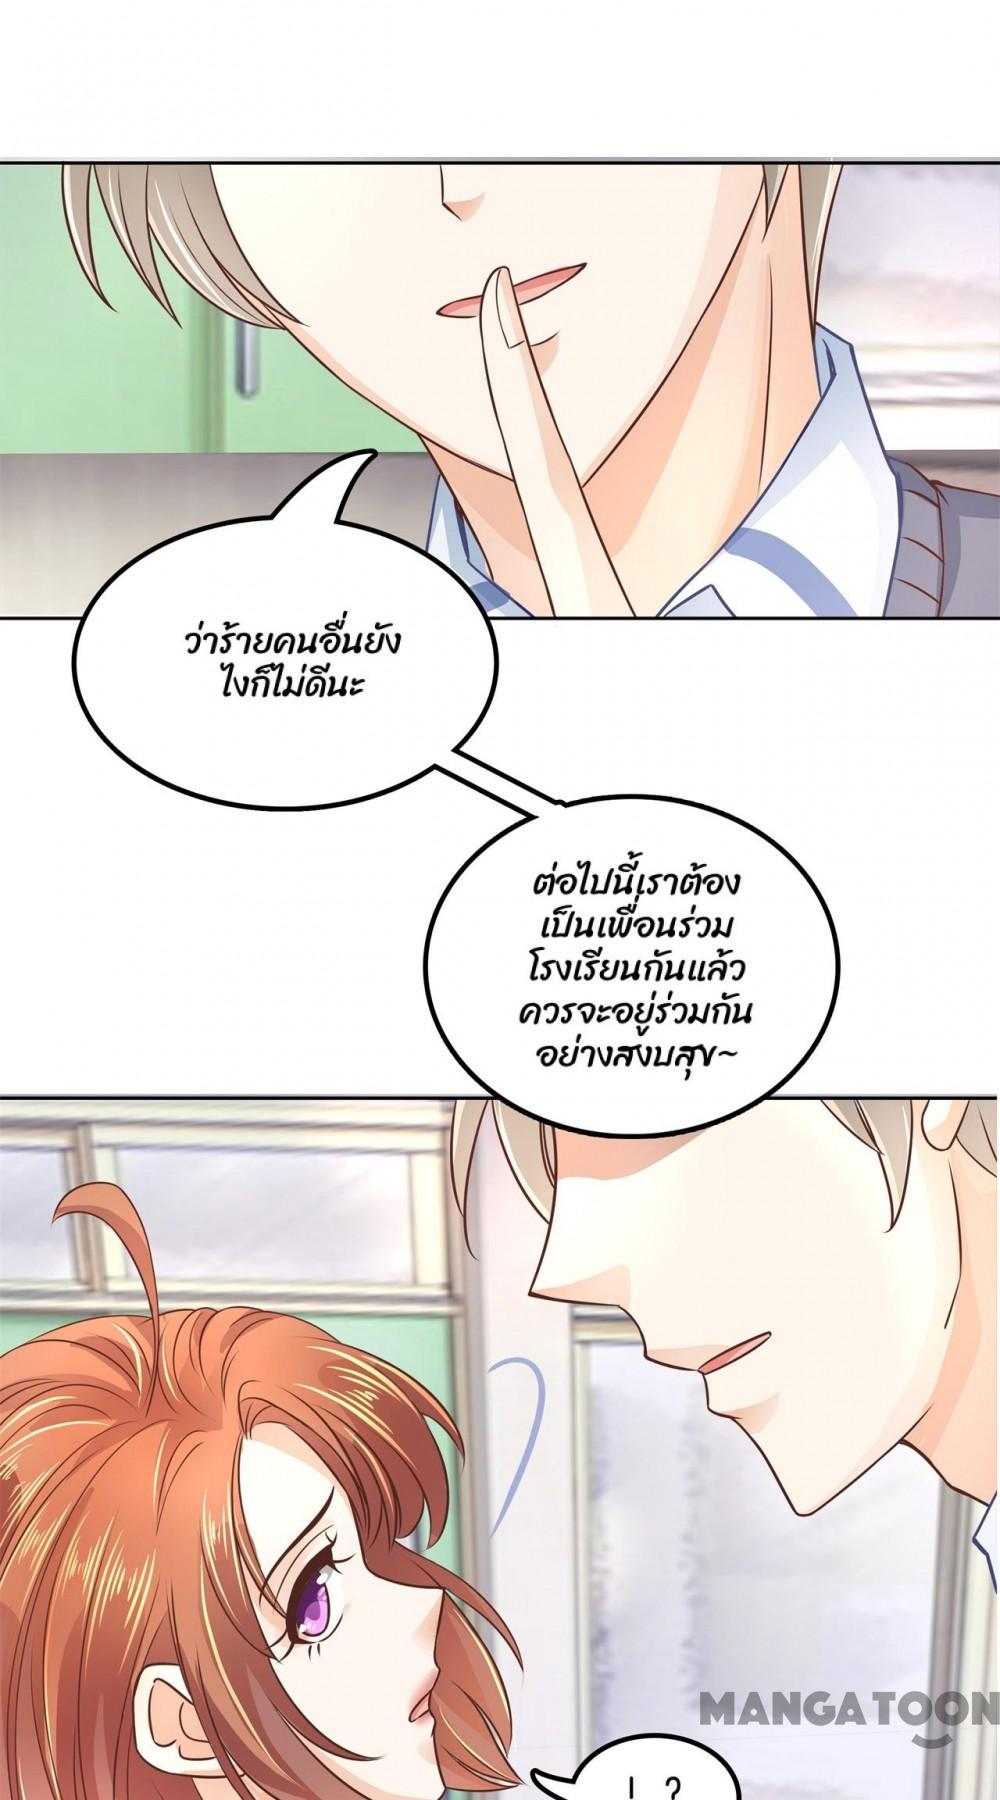 ว่าร้ายคนอื่นยัง
ไงก็ไม่ดีนะ
ต่อไปนี้เราต้อง
เป็นเพื่อนร่วม
โรงเรียนกันแล้ว
ควรจะอยู่ร่วมกัน
อย่างสงบสุข~
MANGATOON